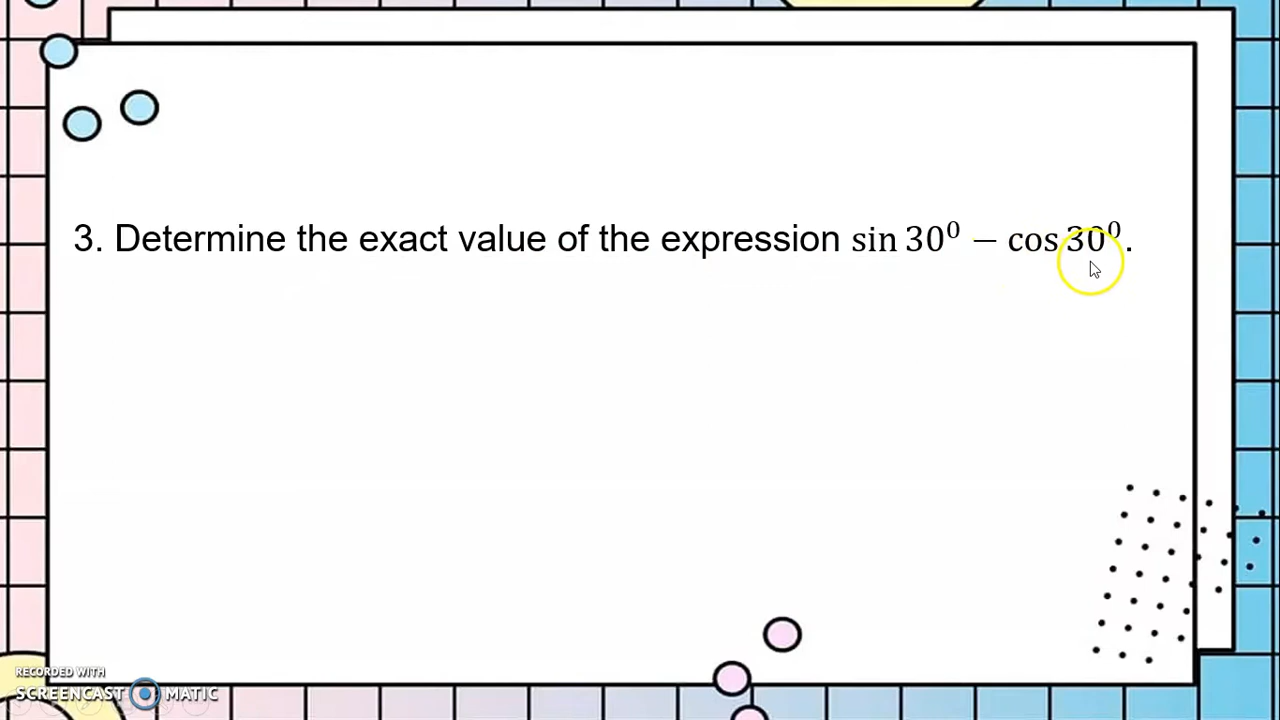 3. Determine the exact value of the expression sin 30⁰ − cos 30⁰.
RECORDED WITH
SCREENCAST MATIC